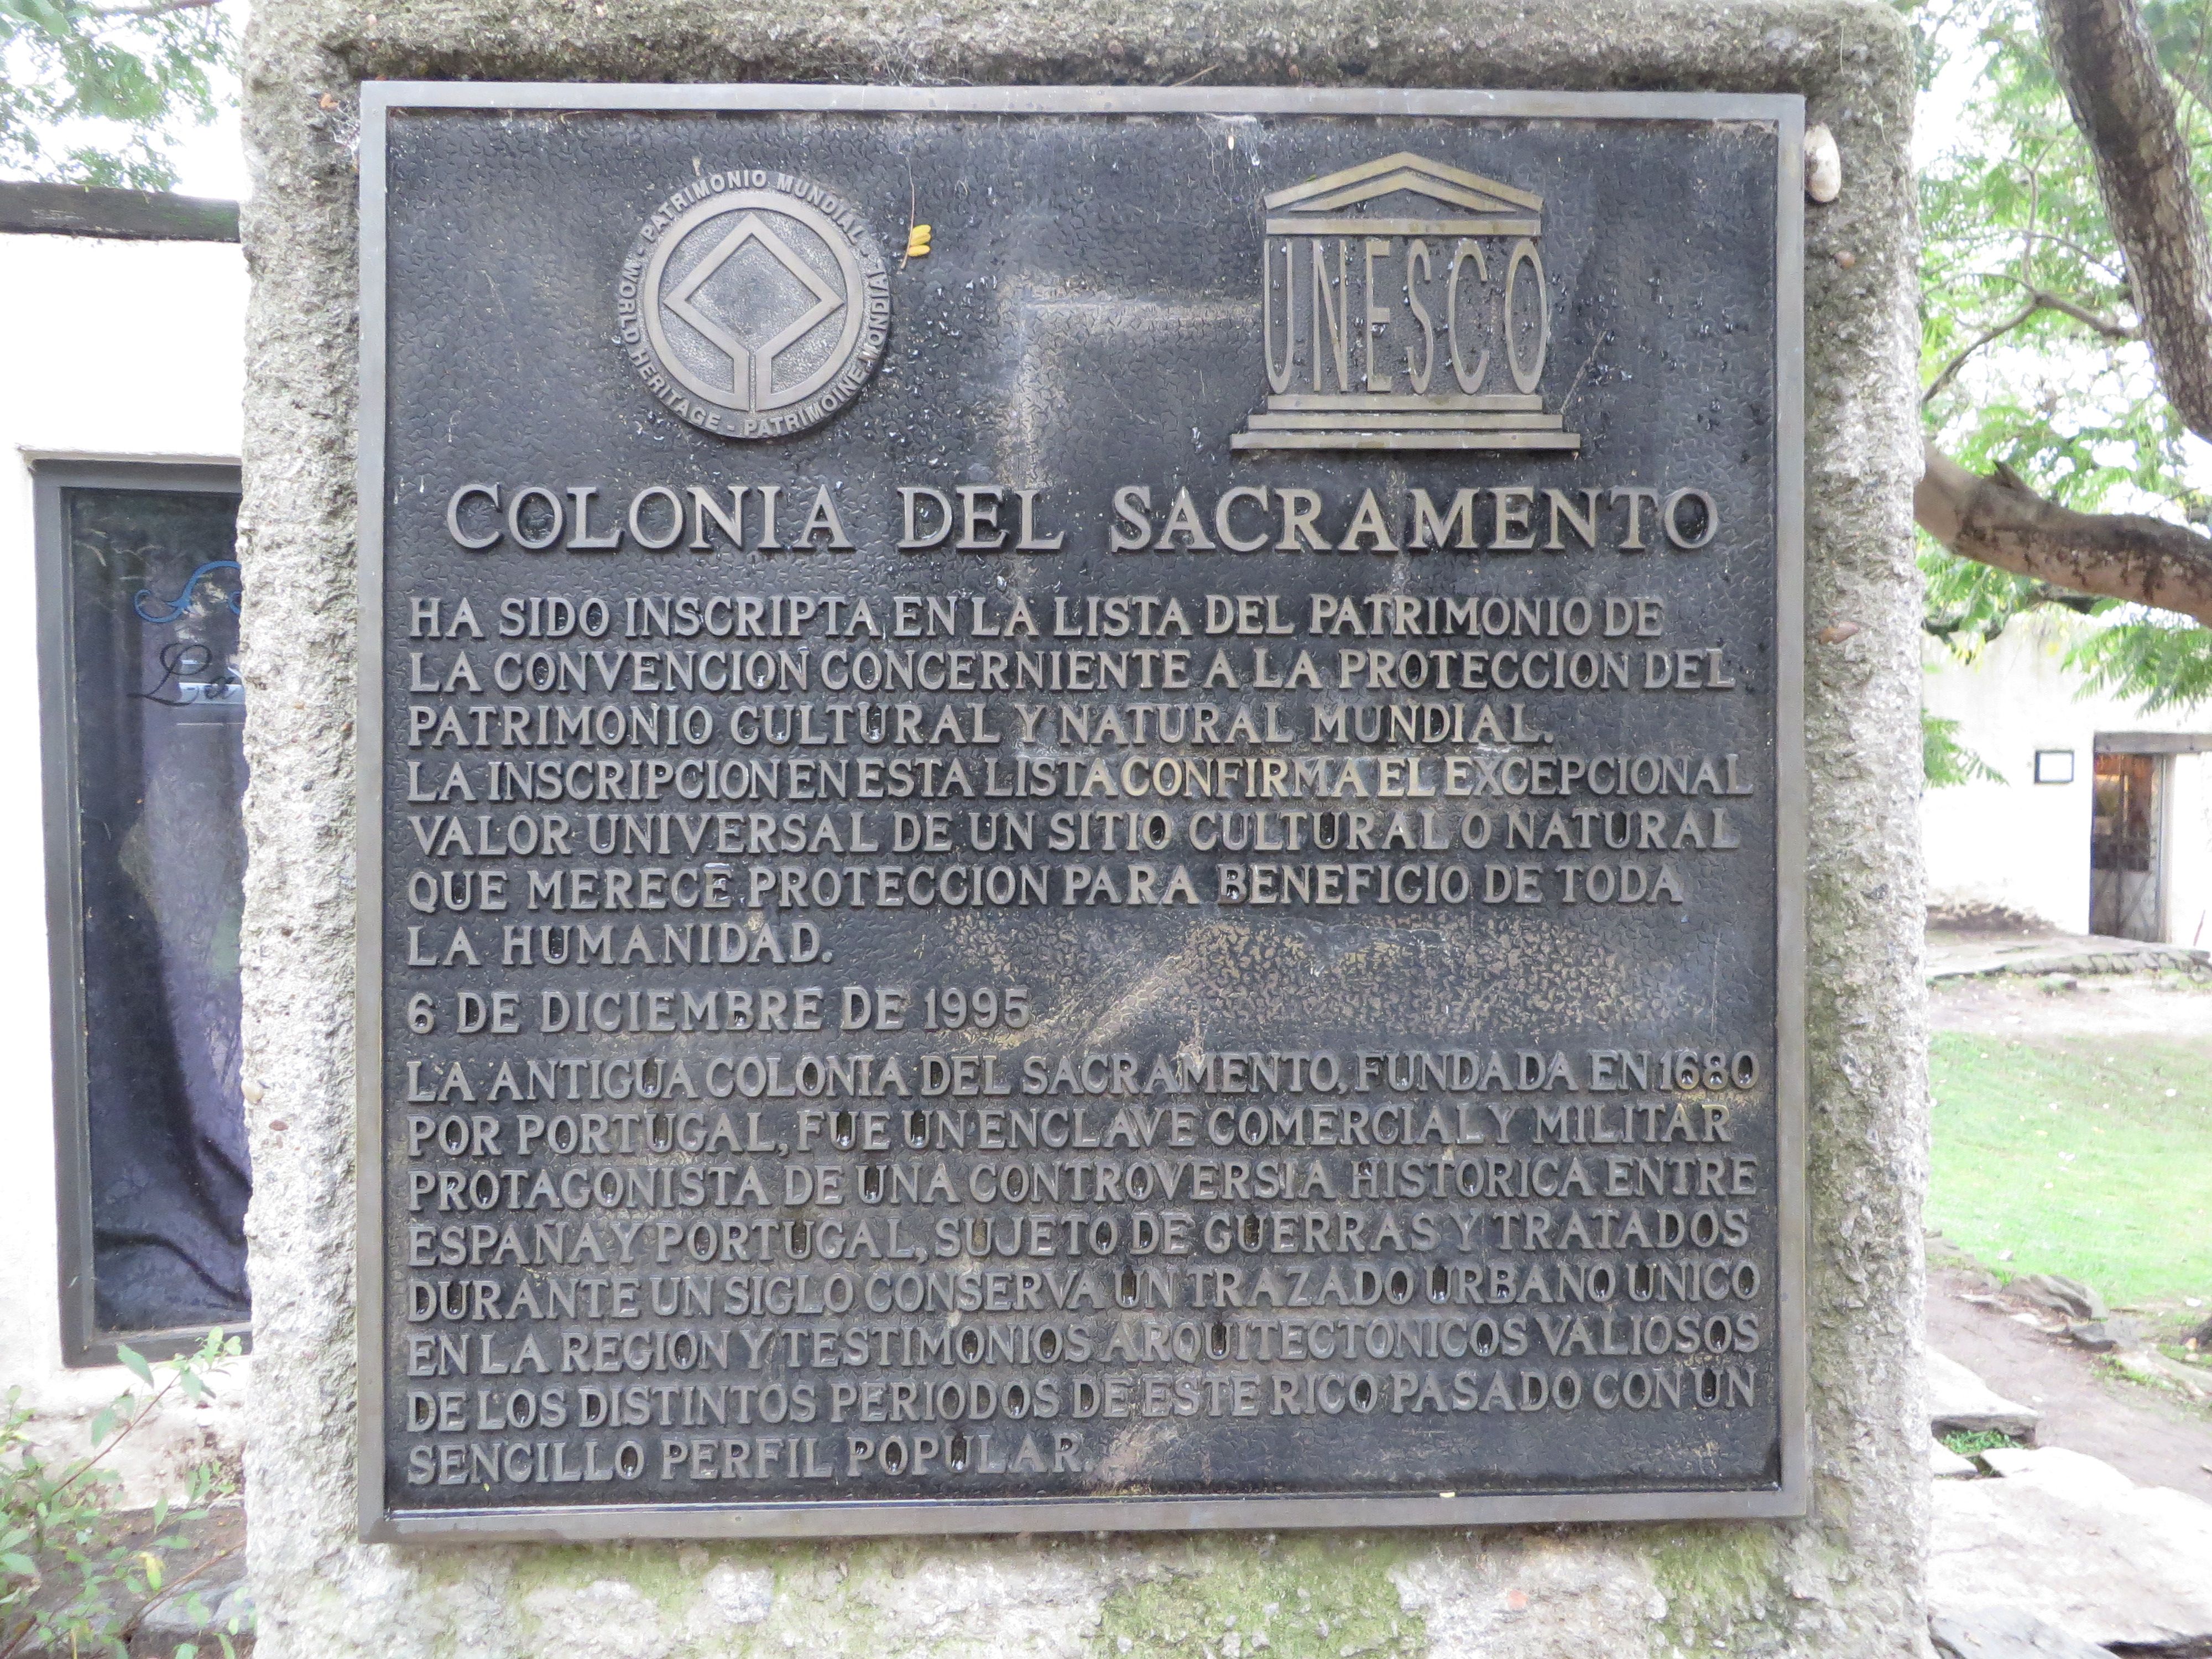 WORLD HERITAGE - PATRIMONIO MUNDIAL - PATRIMOINE MONDIAL -
UNESCO
COLONIA DEL SACRAMENTO
HA SIDO INSCRIPTA EN LA LISTA DEL PATRIMONIO DE
LA CONVENCION CONCERNIENTE A LA PROTECCION DEL
PATRIMONIO CULTURAL Y NATURAL MUNDIAL.
LA INSCRIPCION EN ESTA LISTA CONFIRMA EL EXCEPCIONAL
VALOR UNIVERSAL DE UN SITIO CULTURAL O NATURAL
QUE MERECE PROTECCION PARA BENEFICIO DE TODA
LA HUMANIDAD.
6 DE DICIEMBRE DE 1995
LA ANTIGUA COLONIA DEL SACRAMENTO, FUNDADA EN 1680
POR PORTUGAL, FUE UN ENCLAVE COMERCIAL Y MILITAR
PROTAGONISTA DE UNA CONTROVERSIA HISTORICA ENTRE
ESPAÑA Y PORTUGAL, SUJETO DE GUERRAS Y TRATADOS
DURANTE UN SIGLO CONSERVA UN TRAZADO URBANO UNICO
EN LA REGION Y TESTIMONIOS ARQUITECTONICOS VALIOSOS
DE LOS DISTINTOS PERIODOS DE ESTE RICO PASADO CON UN
SENCILLO PERFIL POPULAR.